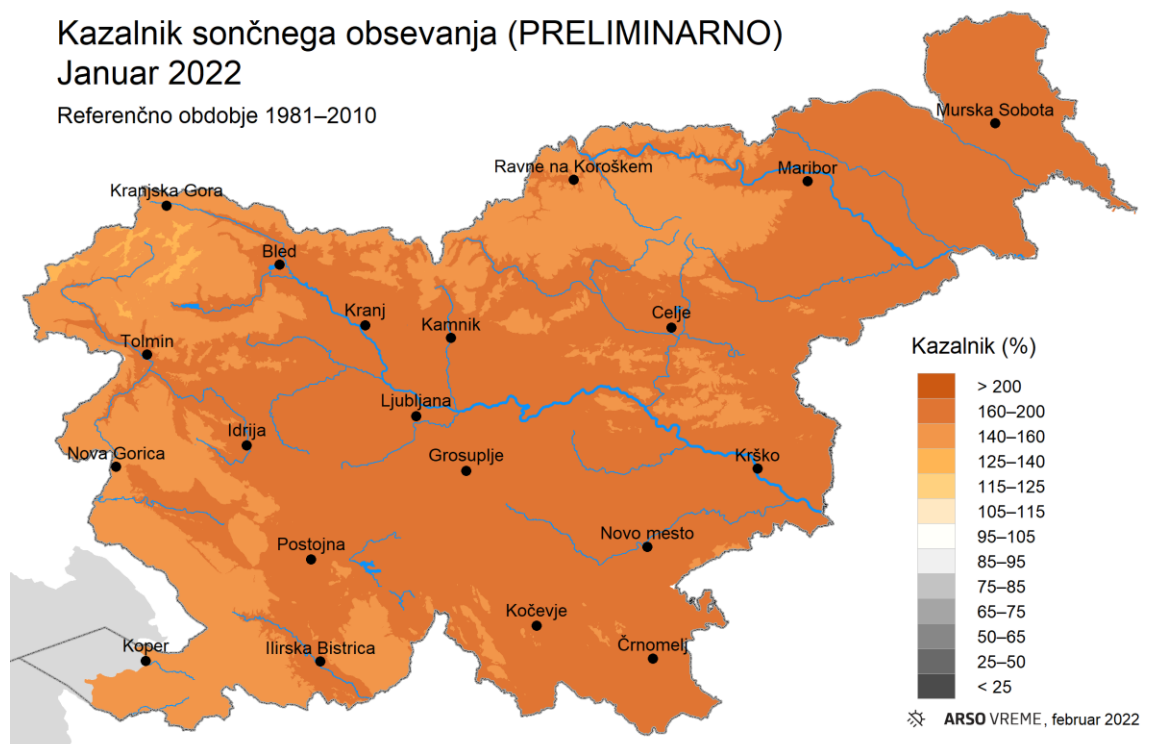 Kazalnik sončnega obsevanja (PRELIMINARNO)
Januar 2022
Referenčno obdobje 1981–2010
Murska Sobota
Ravne na Koroškem
Maribor
Kranjska Gora
Bled
Kranj
Kamnik
Celje
Tolmin
Ljubljana
Idrija
Nova Gorica
Grosuplje
Krško
Postojna
Novo mesto
Kočevje
Koper
Ilirska Bistrica
Črnomelj
Kazalnik (%)
> 200
160–200
140–160
125–140
115–125
105–115
95–105
85–95
75–85
65–75
50–65
25–50
< 25
ARSO VREME, februar 2022